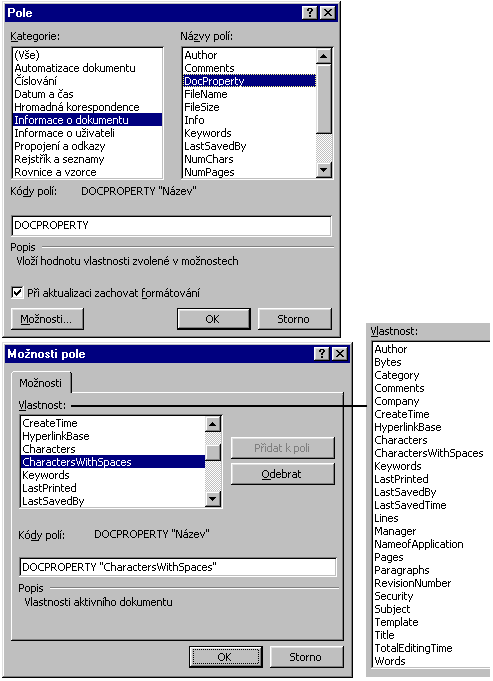 Pole
Kategorie:
(Vše)
Automatizace dokumentu
Číslování
Datum a čas
Hromadná korespondence
Informace o dokumentu
Informace o uživateli
Propojení a odkazy
Rejstřík a seznamy
Rovnice a vzorce
Názvy polí:
Author
Comments
DocProperty
FileName
FileSize
Info
Keywords
LastSavedBy
NumChars
NumPages
Kódy polí: DOCPROPERTY "Název"
DOCPROPERTY
Popis
Vloží hodnotu vlastnosti zvolené v možnostech
Při aktualizaci zachovat formátování
Možnosti... OK Storno
Možnosti pole
Možnosti
Vlastnost:
CreateTime
HyperlinkBase
Characters
CharactersWithSpaces
Keywords
LastPrinted
LastSavedBy
Přidat k poli
Odebrat
Kódy polí: DOCPROPERTY "Název"
DOCPROPERTY "CharactersWithSpaces"
Popis
Vlastnosti aktivního dokumentu
OK Storno
Vlastnost:
Author
Bytes
Category
Comments
Company
CreateTime
HyperlinkBase
Characters
CharactersWithSpaces
Keywords
LastPrinted
LastSavedBy
LastSavedTime
Lines
Manager
NameofApplication
Pages
Paragraphs
RevisionNumber
Security
Subject
Template
Title
TotalEditingTime
Words